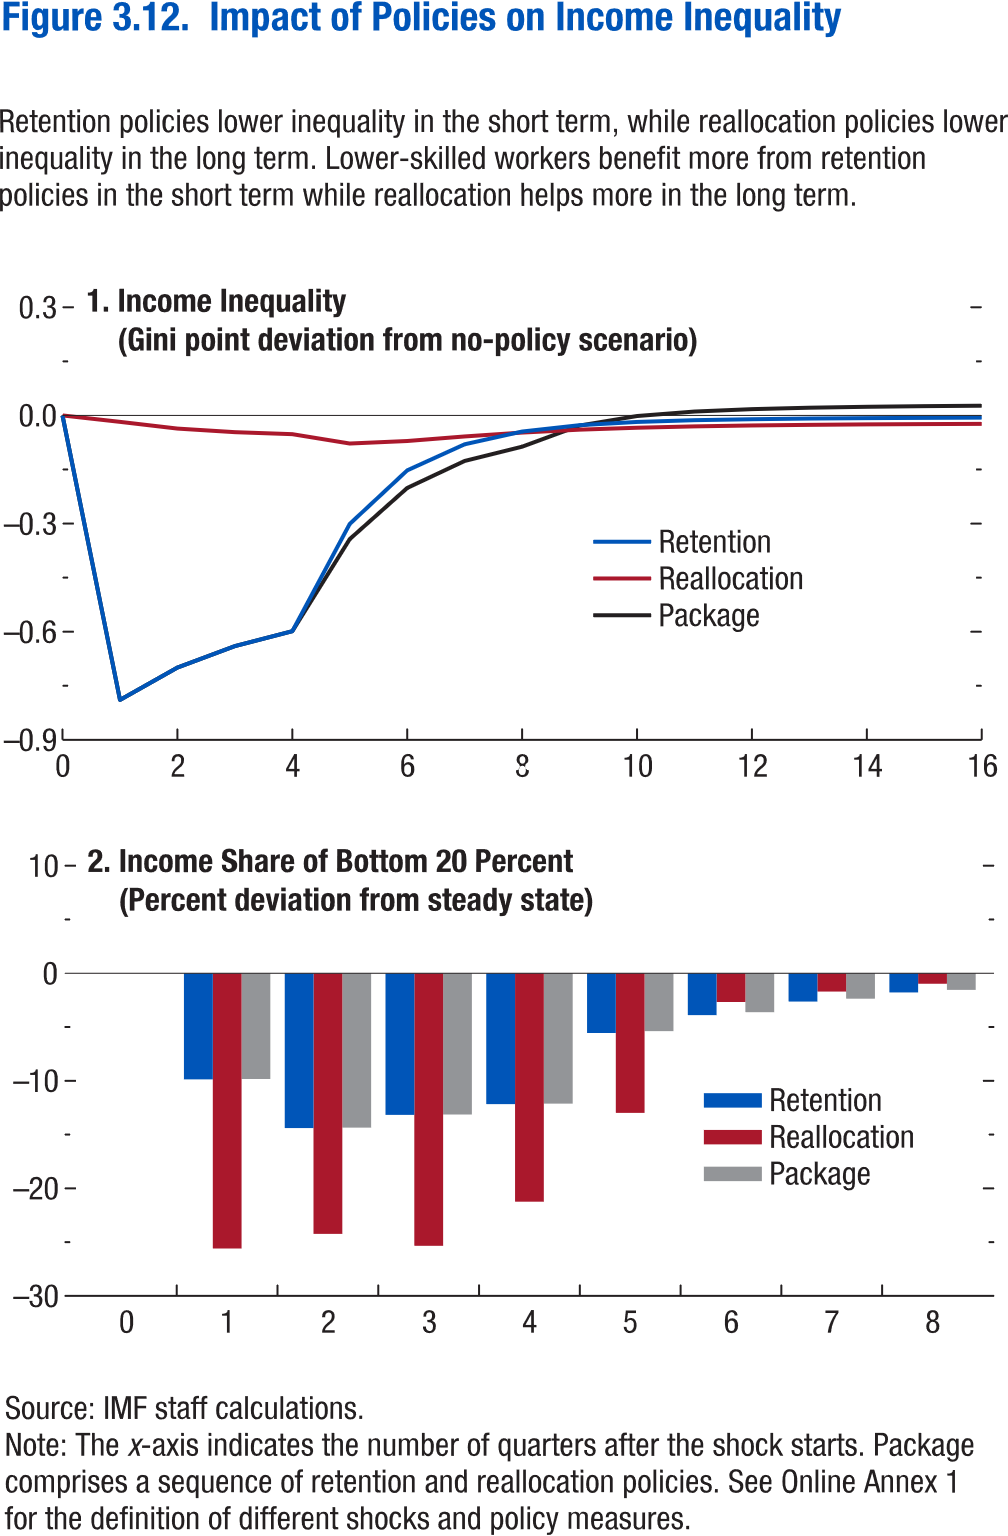 Figure 3.12. Impact of Policies on Income Inequality
Retention policies lower inequality in the short term, while reallocation policies lower
inequality in the long term. Lower-skilled workers benefit more from retention
policies in the short term while reallocation helps more in the long term.
1. Income Inequality
(Gini point deviation from no-policy scenario)
0.3
0.0
–0.3
–0.6
–0.9
Retention
Reallocation
Package
0 2 4 6 8 10 12 14 16
2. Income Share of Bottom 20 Percent
(Percent deviation from steady state)
10
0
–10
–20
–30
Retention
Reallocation
Package
0 1 2 3 4 5 6 7 8
Source: IMF staff calculations.
Note: The x-axis indicates the number of quarters after the shock starts. Package
comprises a sequence of retention and reallocation policies. See Online Annex 1
for the definition of different shocks and policy measures.